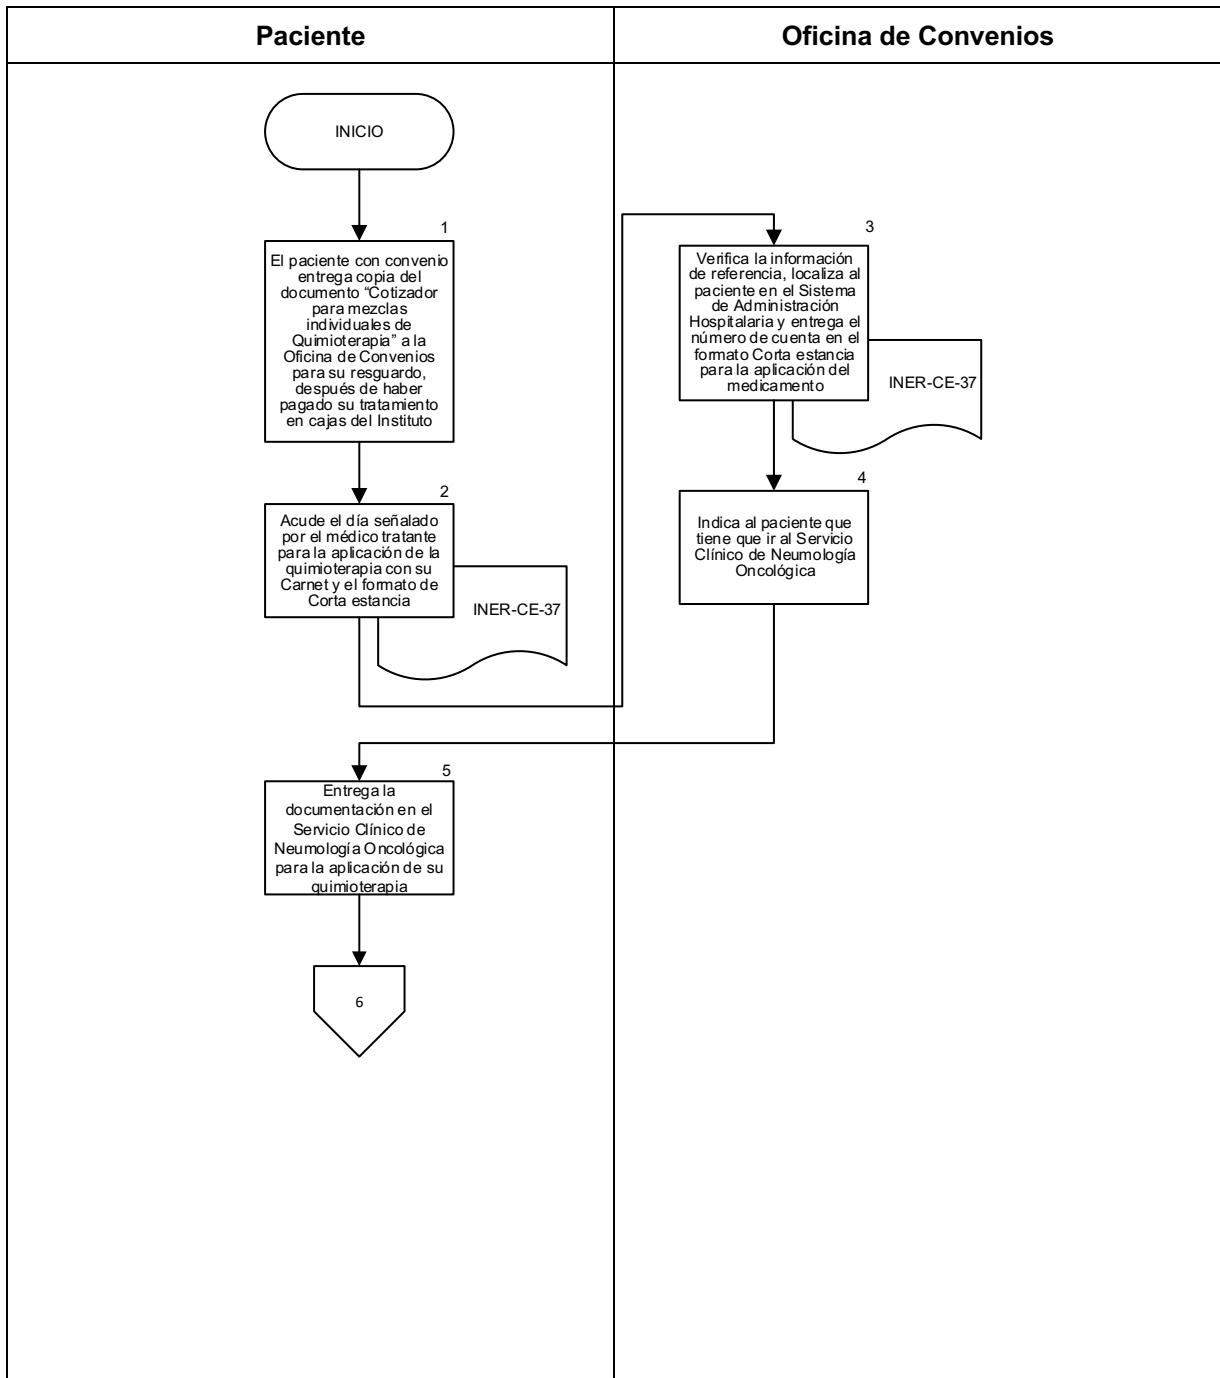 Paciente
Oficina de Convenios
INICIO
1
El paciente con convenio
entrega copia del
documento “Cotizador
para mezclas
individuales de
Quimioterapia” a la
Oficina de Convenios
para su resguardo,
después de haber
pagado su tratamiento
en cajas del Instituto
2
Acude el día señalado
por el médico tratante
para la aplicación de la
quimioterapia con su
Carnet y el formato de
Corta estancia
INER-CE-37
3
Verifica la información
de referencia, localiza al
paciente en el Sistema
de Administración
Hospitalaria y entrega el
número de cuenta en el
formato Corta estancia
para la aplicación del
medicamento
INER-CE-37
4
Indica al paciente que
tiene que ir al Servicio
Clínico de Neumología
Oncológica
5
Entrega la
documentación en el
Servicio Clínico de
Neumología Oncológica
para la aplicación de su
quimioterapia
6